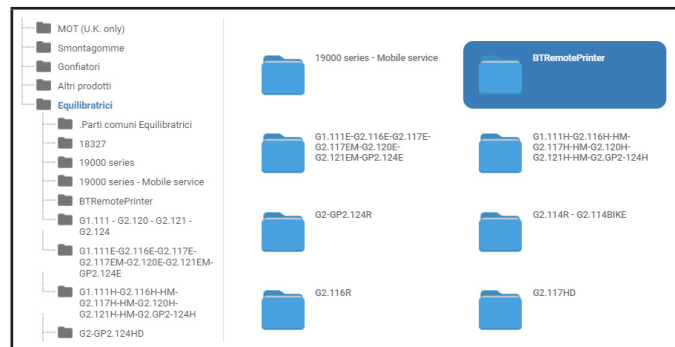 MOT (U.K. only)
Smontagomme
Gonfiatori
Altri prodotti
Equilibratrici
.Parti comuni Equilibratrici
18327
19000 series
19000 series - Mobile service
BTRemotePrinter
G1.111 - G2.120 - G2.121 -
G2.124
G1.111E-G2.116E-G2.117E-
G2.117EM-G2.120E-G2.121EM-
GP2.124E
G1.111H-G2.116H-HM-
G2.117H-HM-G2.120H-
G2.121H-HM-G2.GP2-124H
G2-GP2.124HD
19000 series - Mobile service
BTRemotePrinter
G1.111E-G2.116E-G2.117E-
G2.117EM-G2.120E-
G2.121EM-GP2.124E
G1.111H-G2.116H-HM-
G2.117H-HM-G2.120H-
G2.121H-HM-G2.GP2-124H
G2-GP2.124R
G2.114R - G2.114BIKE
G2.116R
G2.117HD